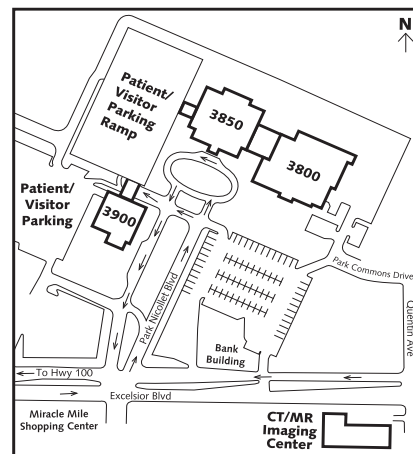 N
Patient/
Visitor
Parking
Ramp
3850
3800
Patient/
Visitor
Parking
3900
Park Nicollet Blvd
Park Commons Drive
Quentin Ave
Bank
Building
To Hwy 100
Excelsior Blvd
Miracle Mile
Shopping Center
CT/MR
Imaging
Center